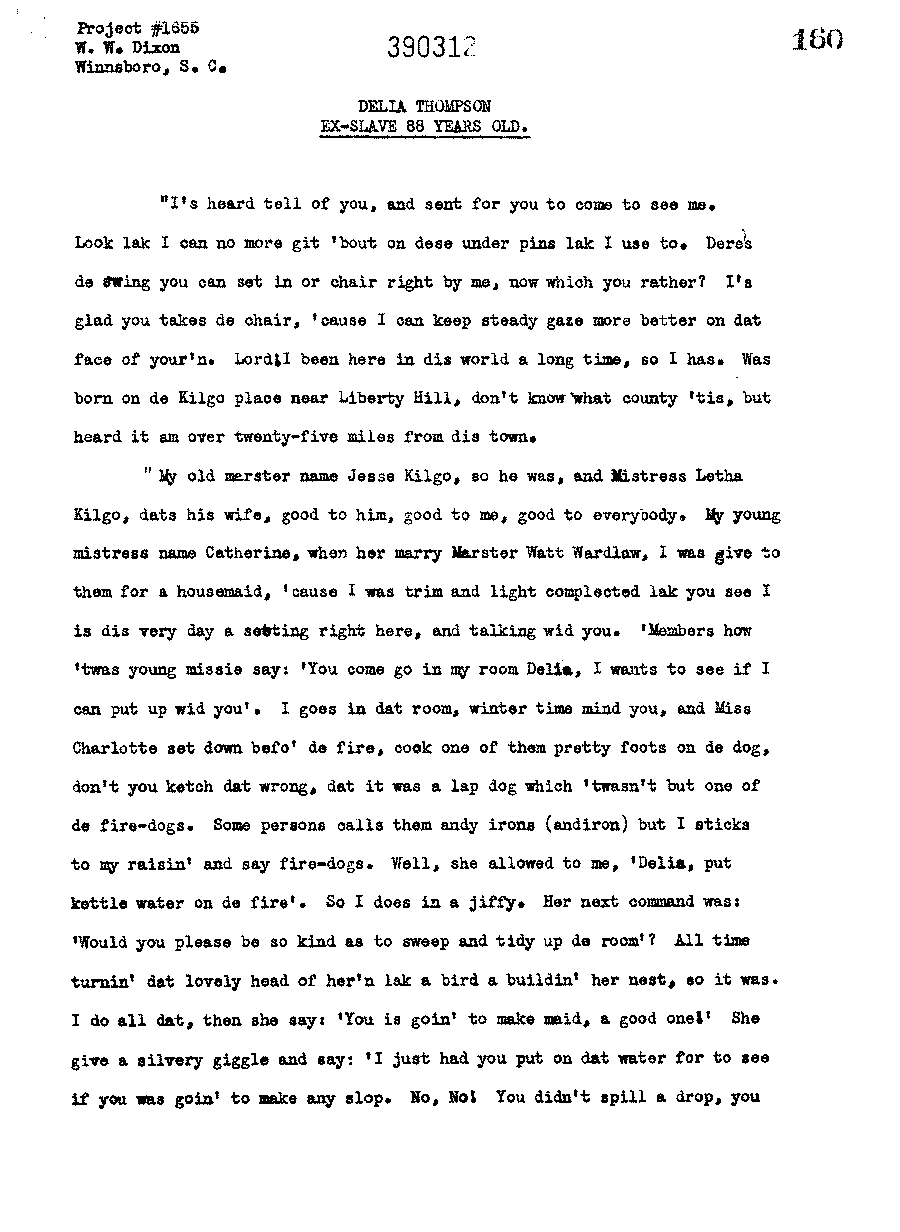 Project #1655
W. W. Dixon
Winnsboro, S. C.
390312
160
DELIA THOMPSON
EX-SLAVE 88 YEARS OLD.
"I's heard tell of you, and sent for you to come to see me.
Look lak I can no more git 'bout on dese under pins lak I use to. Dere's
de swing you can set in or chair right by me, now which you rather? I's
glad you takes de chair, 'cause I can keep steady gaze more better on dat
face of your'n. Lord! I been here in dis world a long time, so I has. Was
born on de Kilgo place near Liberty Hill, don't know what county 'tis, but
heard it am over twenty-five miles from dis town.
" My old marster name Jesse Kilgo, so he was, and Mistress Letha
Kilgo, dats his wife, good to him, good to me, good to everybody. My young
mistress name Catherine, when her marry Marster Watt Wardlaw, I was give to
them for a housemaid, 'cause I was trim and light complected lak you see I
is dis very day a setting right here, and talking wid you. 'Members how
'twas young missie say: 'You come go in my room Delia, I wants to see if I
can put up wid you'. I goes in dat room, winter time mind you, and Miss
Charlotte set down befo' de fire, cock one of them pretty foots on de dog,
don't you ketch dat wrong, dat it was a lap dog which 'twasn't but one of
de fire-dogs. Some persons calls them andy irons (andiron) but I sticks
to my raisin' and say fire-dogs. Well, she allowed to me, 'Delia, put
kettle water on de fire'. So I does in a jiffy. Her next command was:
'Would you please be so kind as to sweep and tidy up de room'? All time
turnin' dat lovely head of her'n lak a bird a buildin' her nest, so it was.
I do all dat, then she say: 'You is goin' to make maid, a good one!' She
give a silvery giggle and say: 'I just had you put on dat water for to see
if you was goin' to make any slop. No, No! You didn't spill a drop, you